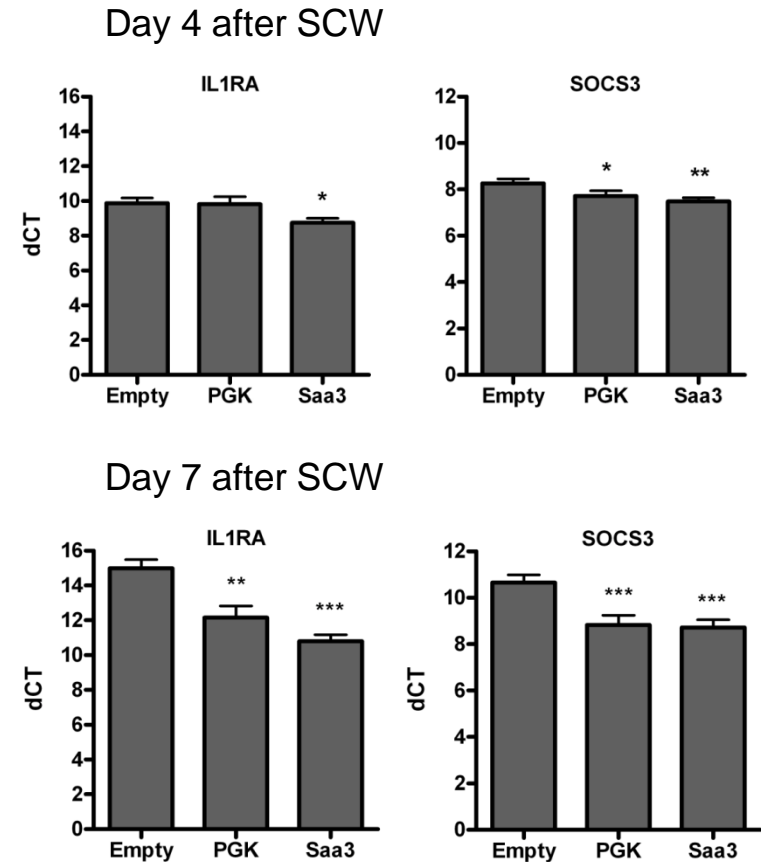 Day 4 after SCW
IL1RA
16
14
12
10
8
6
4
2
0
dCT
*
Empty PGK Saa3
SOCS3
12
10
8
6
4
2
0
* **
Empty PGK Saa3
Day 7 after SCW
IL1RA
16
14
12
10
8
6
4
2
0
dCT
** ***
Empty PGK Saa3
SOCS3
12
10
8
6
4
2
0
dCT
*** ***
Empty PGK Saa3